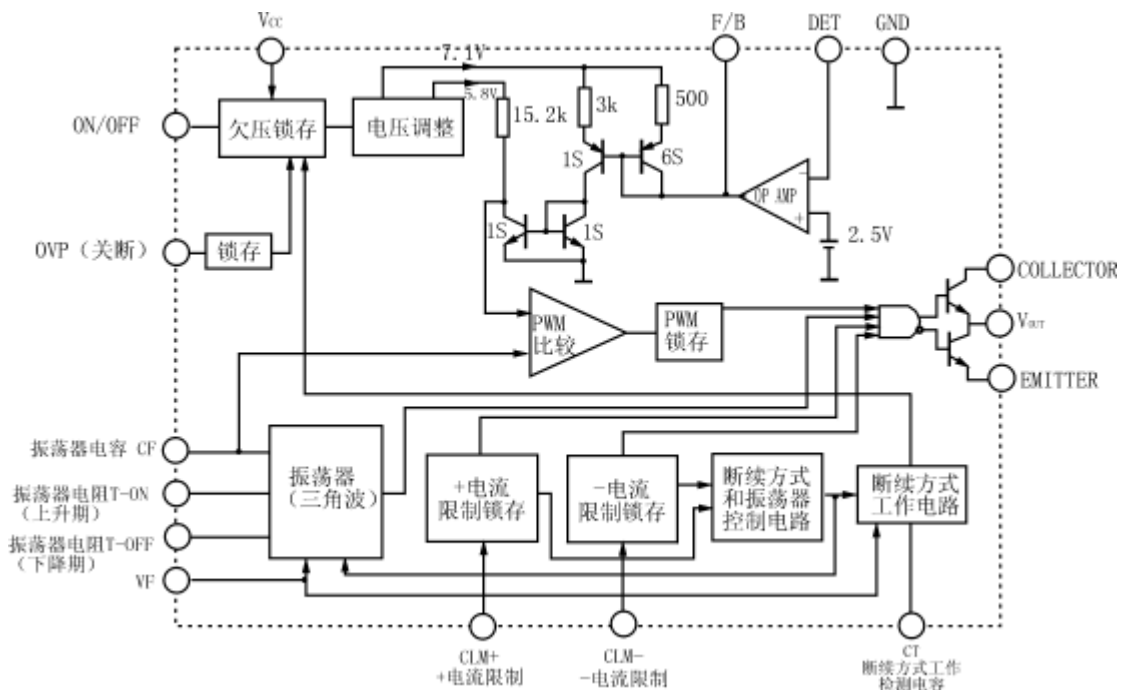 Vcc
F/B
DET
GND
7.1V
5.8V
15.2k
3k
500
ON/OFF
欠压锁存
电压调整
1S
6S
OP AMP
-
+
2.5V
1S
1S
OVP（关断）
锁存
COLLECTOR
VOUT
EMITTER
PWM
比较
PWM
锁存
振荡器电容 CF
振荡器电阻T-ON
（上升期）
振荡器电阻T-OFF
（下降期）
VF
振荡器
（三角波）
+电流
限制锁存
-电流
限制锁存
断续方式
和振荡器
控制电路
断续方式
工作电路
CLM+
+电流限制
CLM-
-电流限制
CT
断续方式工作
检测电容